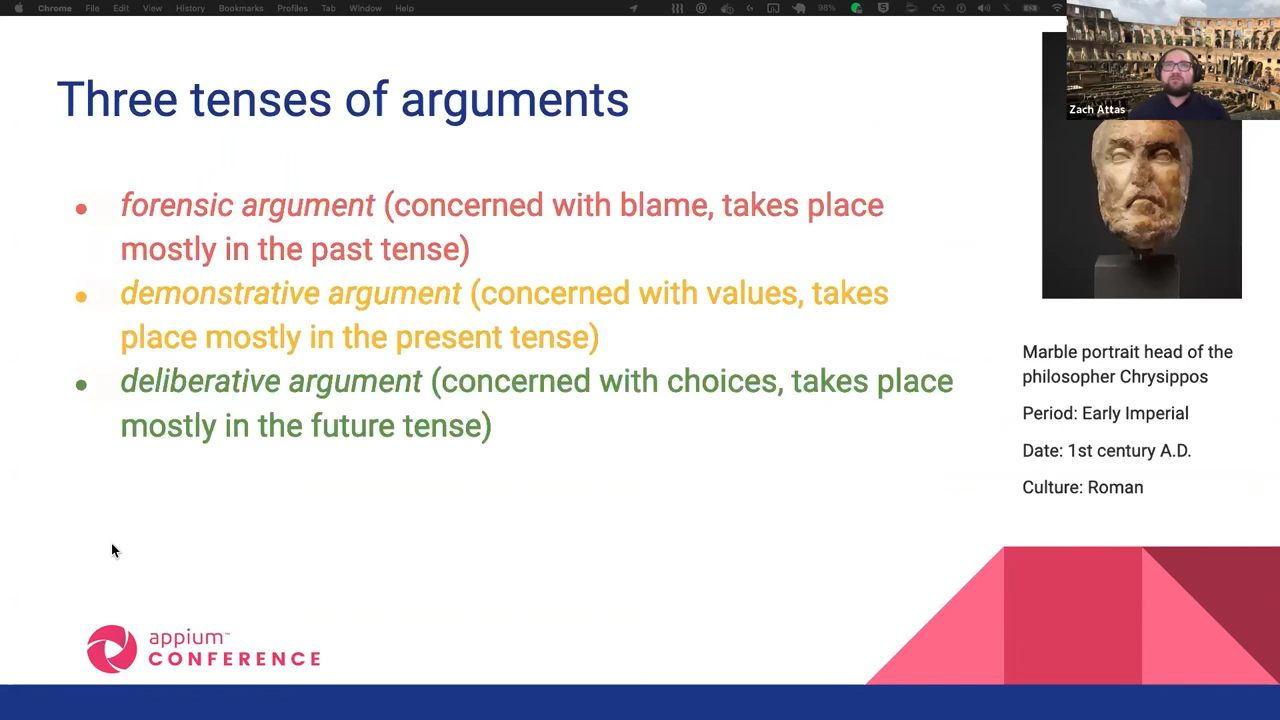 Chrome File Edit View History Bookmarks Profiles Tab Window Help 98%
Zach Attas
Three tenses of arguments
forensic argument (concerned with blame, takes place
mostly in the past tense)
demonstrative argument (concerned with values, takes
place mostly in the present tense)
deliberative argument (concerned with choices, takes place
mostly in the future tense)
Marble portrait head of the
philosopher Chrysippos
Period: Early Imperial
Date: 1st century A.D.
Culture: Roman
appium™
CONFERENCE